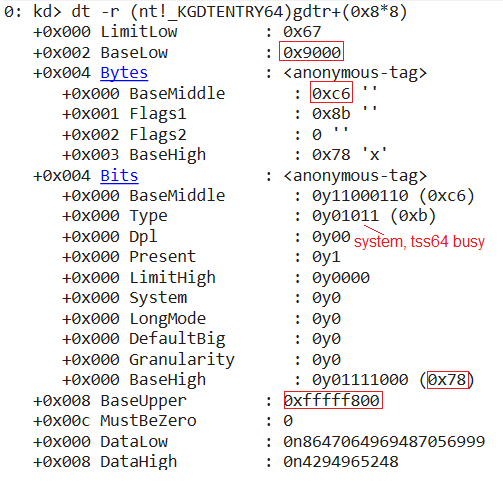 0: kd> dt -r (nt!_KGDTENTRY64)gdtr+(0x8*8)
+0x000 LimitLow : 0x67
+0x002 BaseLow : 0x9000
+0x004 Bytes : <anonymous-tag>
+0x000 BaseMiddle : 0xc6 ''
+0x001 Flags1 : 0x8b ''
+0x002 Flags2 : 0 ''
+0x003 BaseHigh : 0x78 'x'
+0x004 Bits : <anonymous-tag>
+0x000 BaseMiddle : 0y11000110 (0xc6)
+0x000 Type : 0y01011 (0xb)
+0x000 Dpl : 0y00
system, tss64 busy
+0x000 Present : 0y1
+0x000 LimitHigh : 0y0000
+0x000 System : 0y0
+0x000 LongMode : 0y0
+0x000 DefaultBig : 0y0
+0x000 Granularity : 0y0
+0x000 BaseHigh : 0y01111000 (0x78)
+0x008 BaseUpper : 0xfffff800
+0x00c MustBeZero : 0
+0x000 DataLow : 0n8647064969487056999
+0x008 DataHigh : 0n4294965248